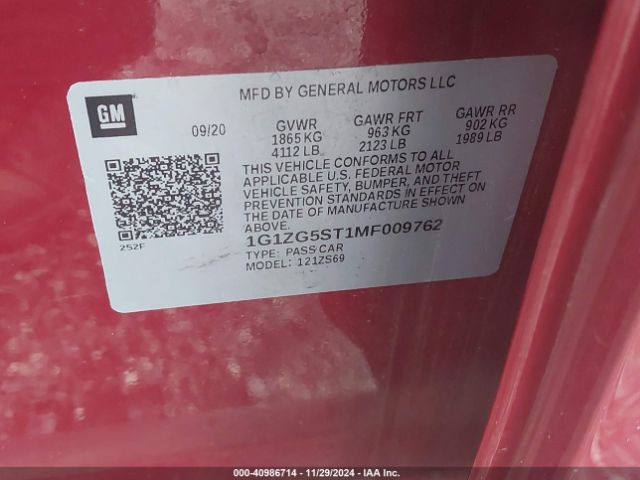 MFD BY GENERAL MOTORS LLC
GM
09/20
GVWR GAWR FRT GAWR RR
1865 KG 963 KG 902 KG
4112 LB 2123 LB 1989 LB
THIS VEHICLE CONFORMS TO ALL
APPLICABLE U.S. FEDERAL MOTOR
VEHICLE SAFETY, BUMPER, AND THEFT
PREVENTION STANDARDS IN EFFECT ON
THE DATE OF MANUFACTURE SHOWN
ABOVE.
1G1ZG5ST1MF009762
TYPE: PASS CAR
MODEL: 121ZS69
252F
000-40986714 - 11/29/2024 - IAA Inc.